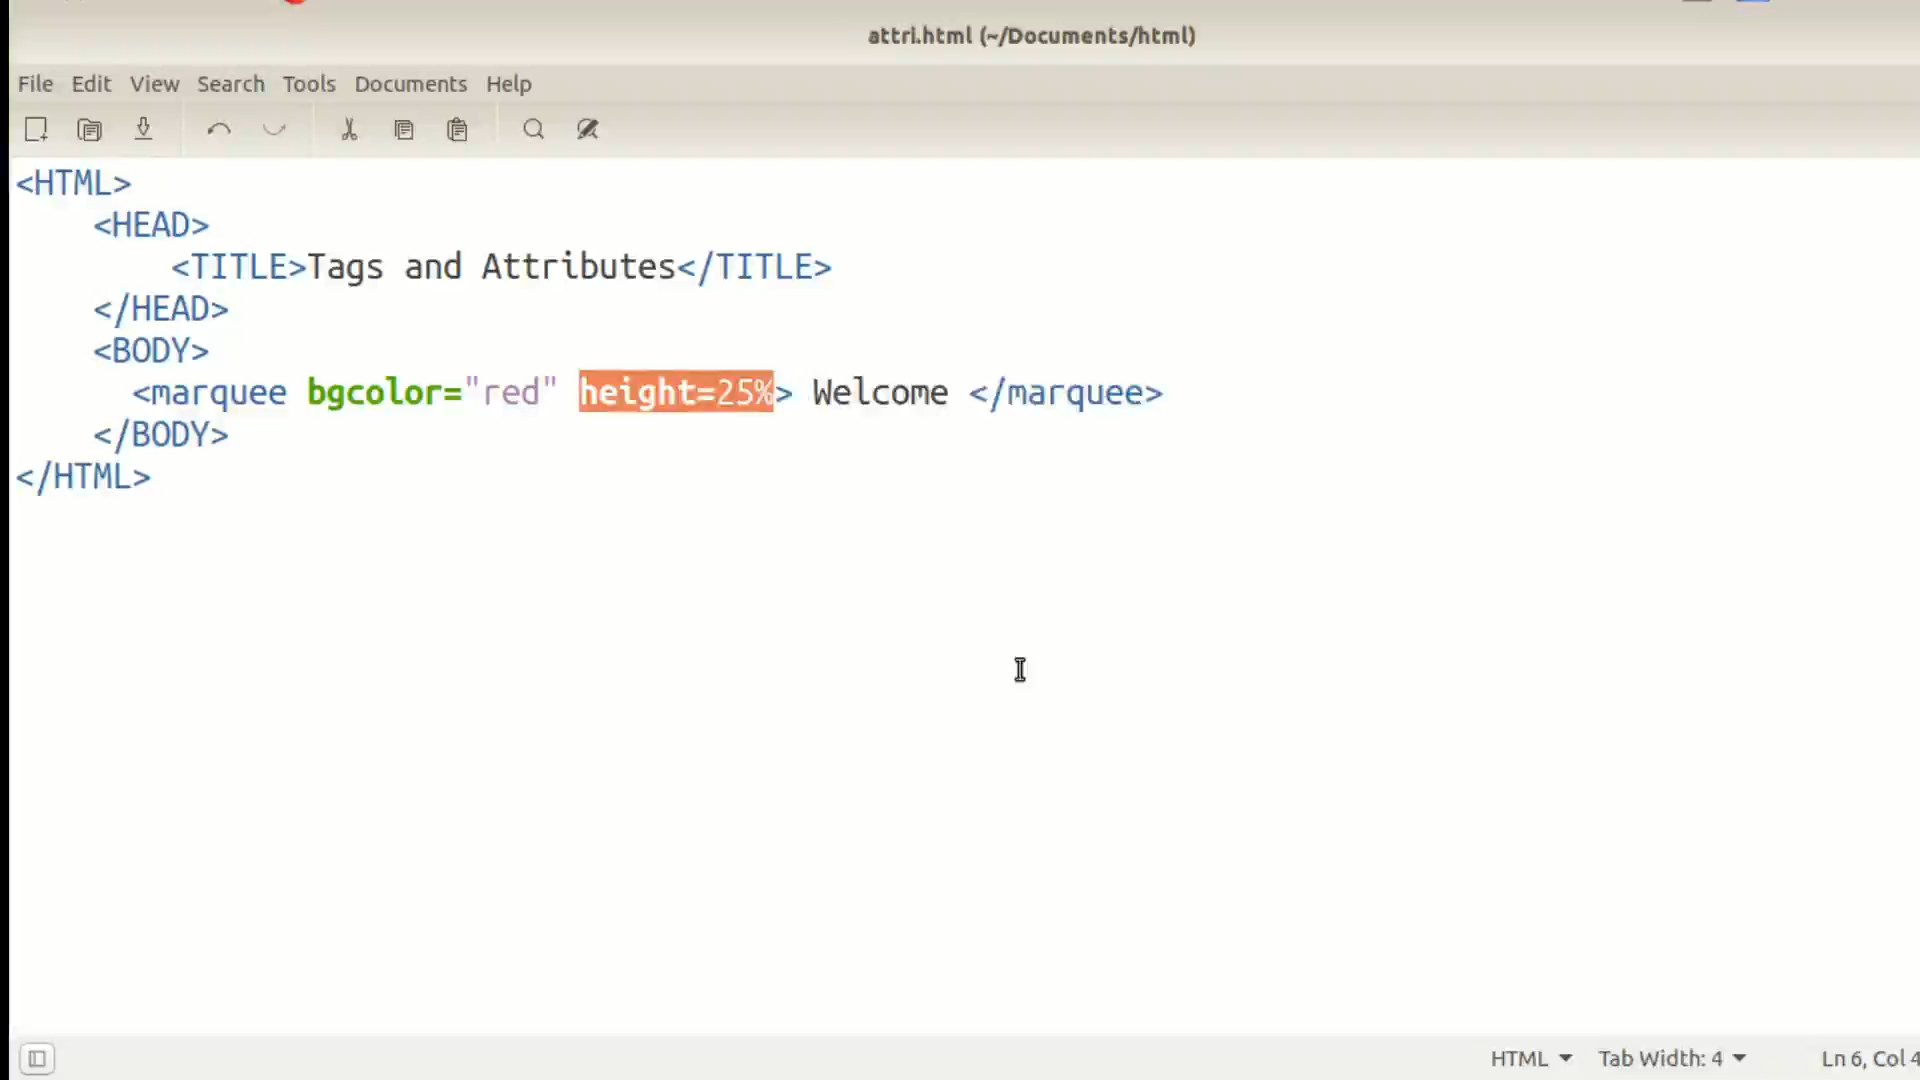 attri.html (~/Documents/html)
File Edit View Search Tools Documents Help
<HTML>
    <HEAD>
        <TITLE>Tags and Attributes</TITLE>
    </HEAD>
    <BODY>
      <marquee bgcolor="red" height=25%> Welcome </marquee>
    </BODY>
</HTML>
HTML Tab Width: 4 Ln 6, Col 4